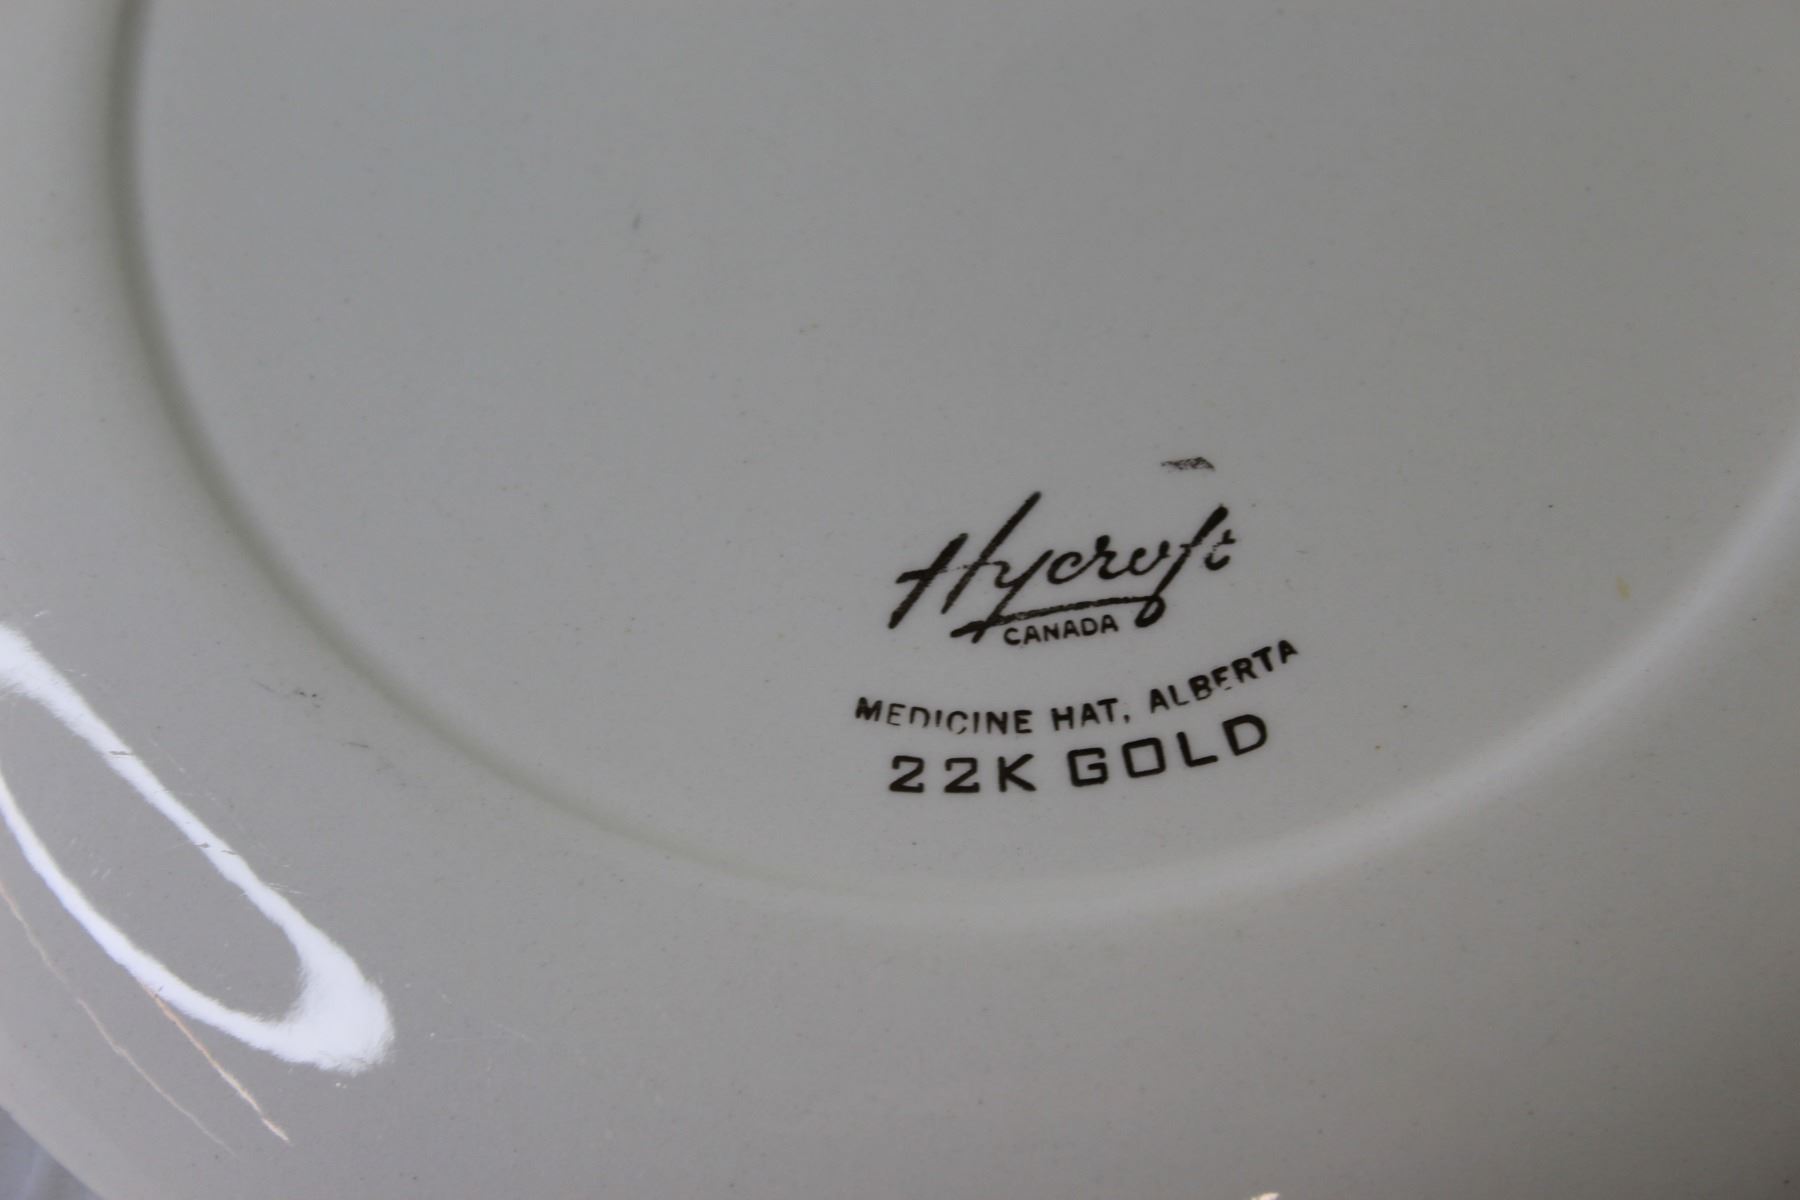 Hycroft
CANADA
MEDICINE HAT, ALBERTA
22K GOLD